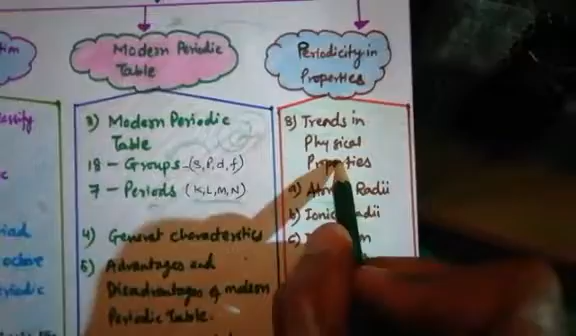 Modern Periodic
Table
Periodicity in
Properties
3) Modern Periodic
Table
18 - Groups - (s, P, d, f)
7 - Periods (K, L, M, N)
4) General characteristics
5) Advantages and
Disadvantages of modern
Periodic Table.
8) Trends in
Physical
Properties
a) Radii
b) Ionic Radii
c)